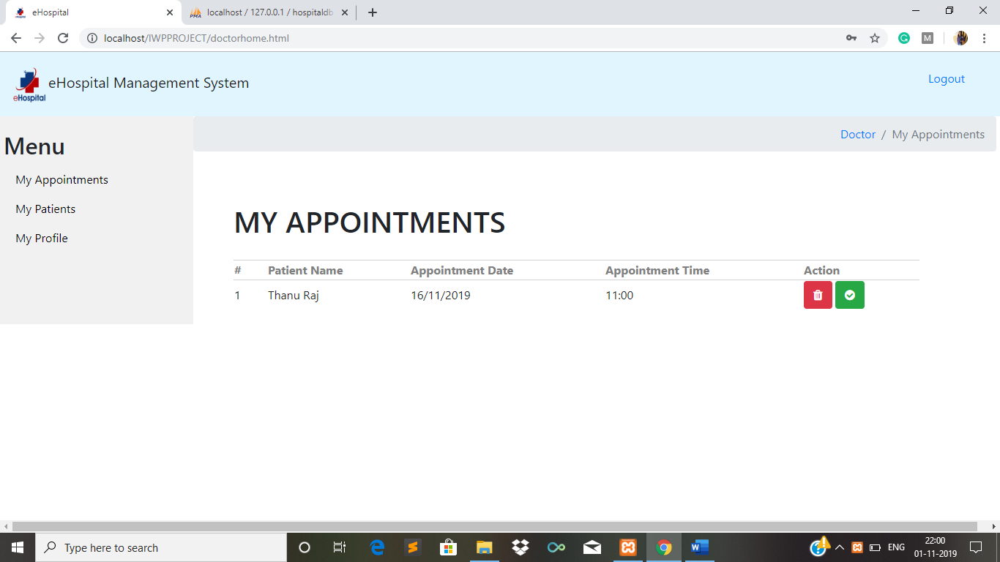 eHospital
PMA
localhost / 127.0.0.1 / hospitaldb
localhost/IWPPROJECT/doctorhome.html
G
M
eHospital
eHospital Management System
Logout
Menu
My Appointments
My Patients
My Profile
Doctor / My Appointments
MY APPOINTMENTS
# Patient Name Appointment Date Appointment Time Action
1 Thanu Raj 16/11/2019 11:00
Type here to search
ENG
22:00
01-11-2019